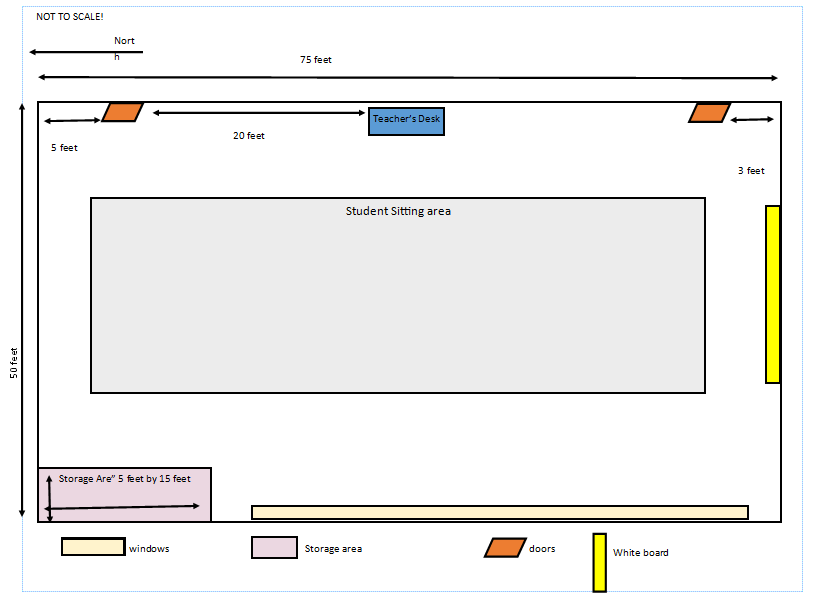 NOT TO SCALE!
Nort
h
75 feet
Teacher's Desk
20 feet
5 feet
3 feet
Student Sitting area
50 feet
Storage Are" 5 feet by 15 feet
windows
Storage area
doors
White board